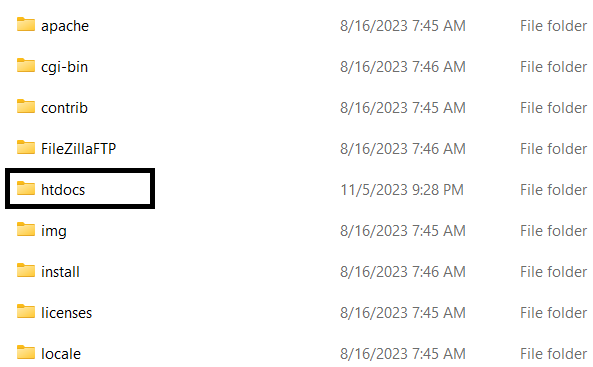 apache 8/16/2023 7:45 AM File folder
cgi-bin 8/16/2023 7:46 AM File folder
contrib 8/16/2023 7:45 AM File folder
FileZillaFTP 8/16/2023 7:46 AM File folder
htdocs 11/5/2023 9:28 PM File folder
img 8/16/2023 7:45 AM File folder
install 8/16/2023 7:46 AM File folder
licenses 8/16/2023 7:45 AM File folder
locale 8/16/2023 7:45 AM File folder